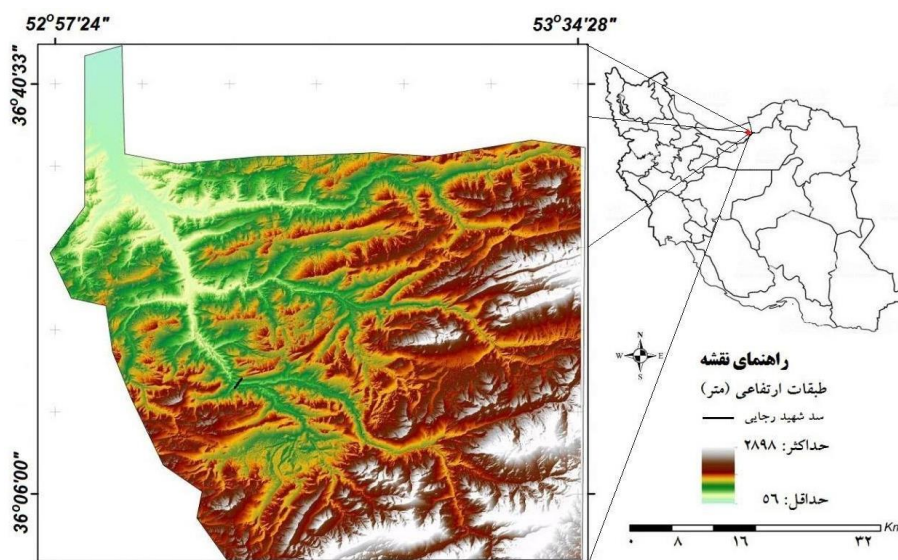 52°57'24"
53°34'28"
36°40'33"
36°06'00"
N
W E
S
راهنمای نقشه
طبقات ارتفاعی (متر)
سد شهید رجایی
حداکثر: ۲۸۹۸
حداقل: ۵۶
Km
۰ ۸ ۱۶ ۳۲